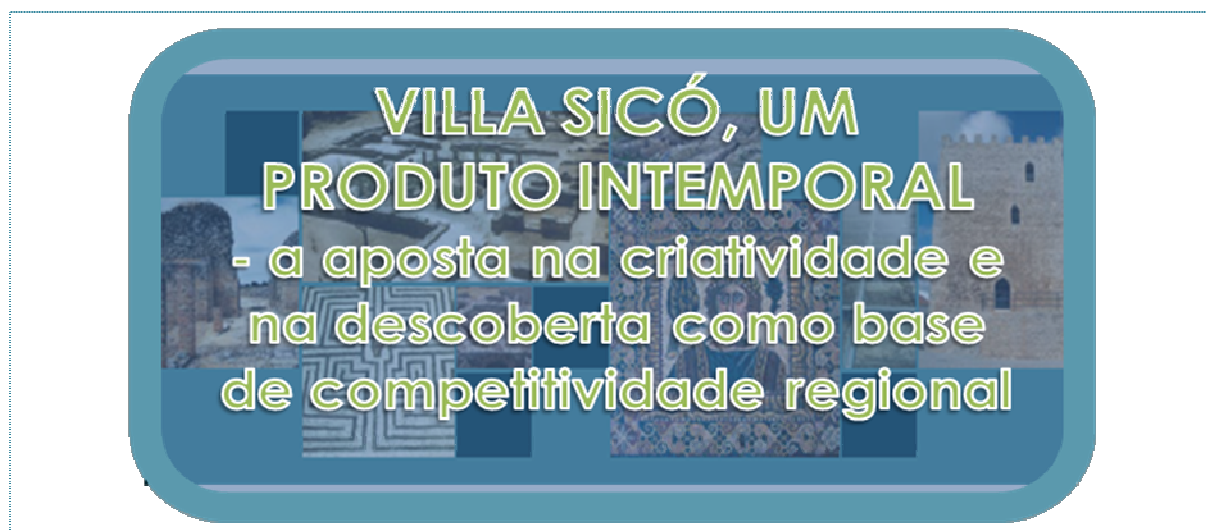 VILLA SICÓ, UM
PRODUTO INTEMPORAL
- a aposta na criatividade e
na descoberta como base
de competitividade regional